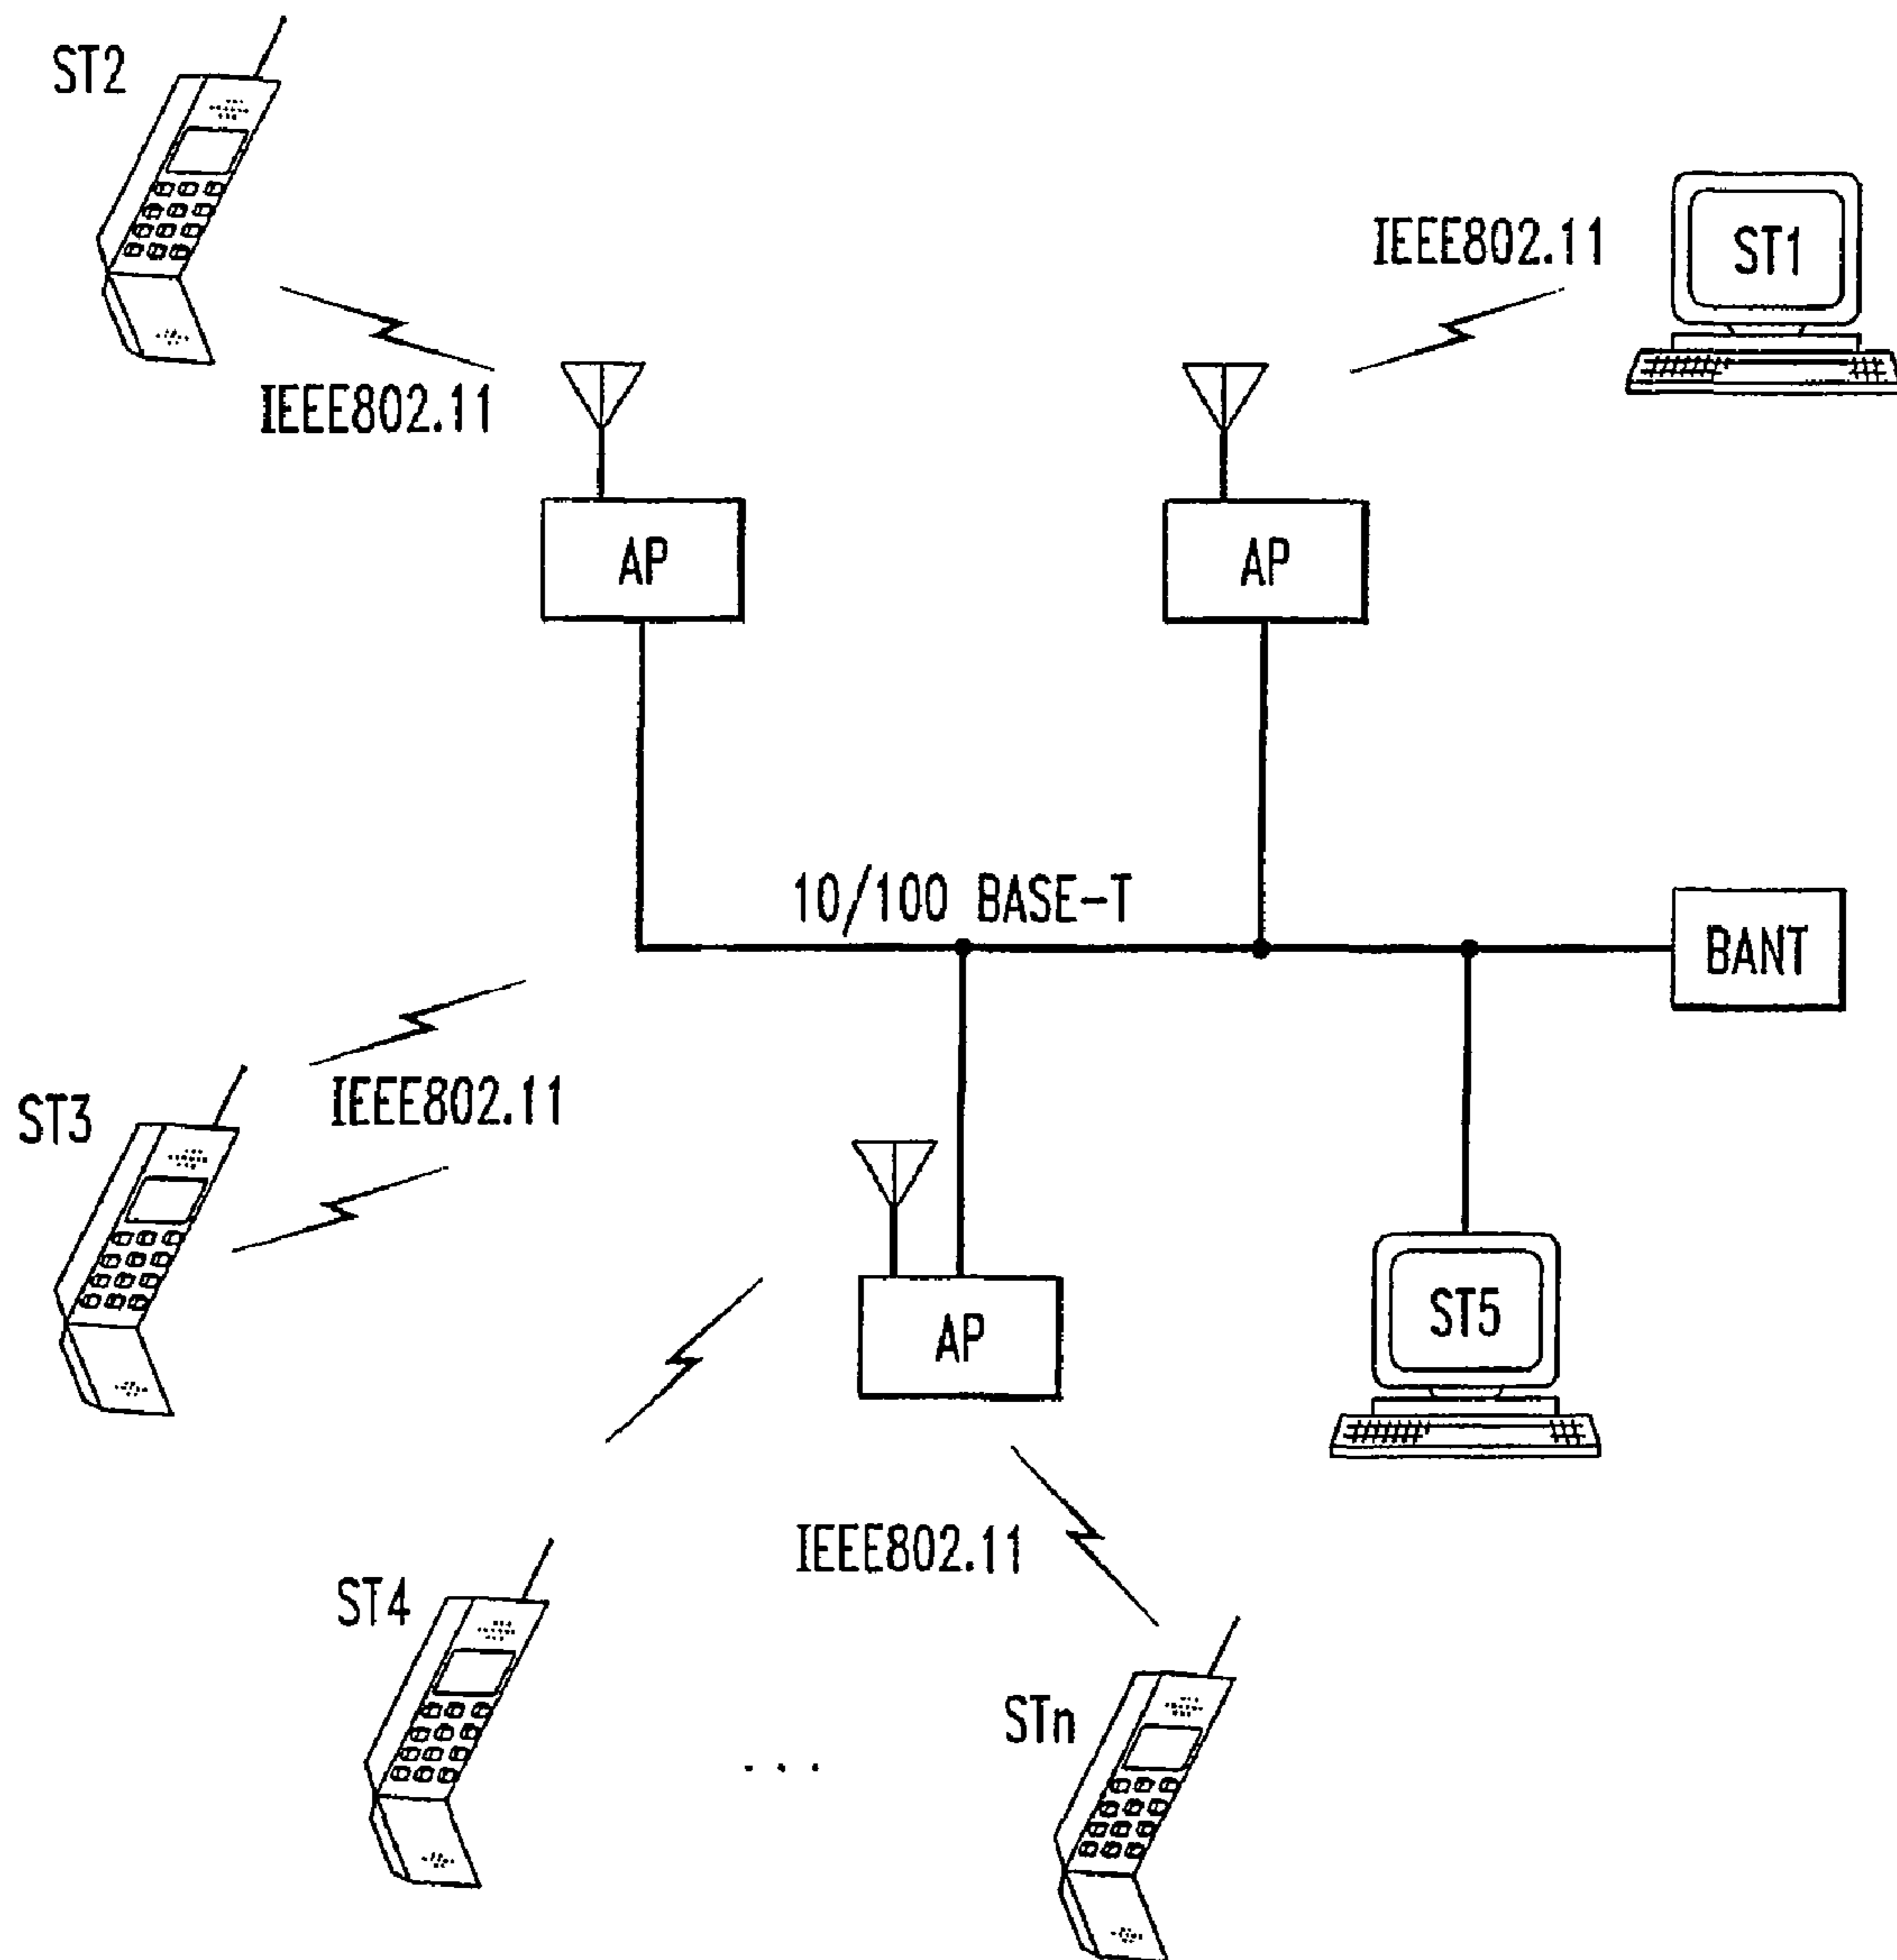 ST2
IEEE802.11
ST1
IEEE802.11
AP
AP
10/100 BASE-T
BANT
ST3
IEEE802.11
AP
ST5
IEEE802.11
ST4
...
STn